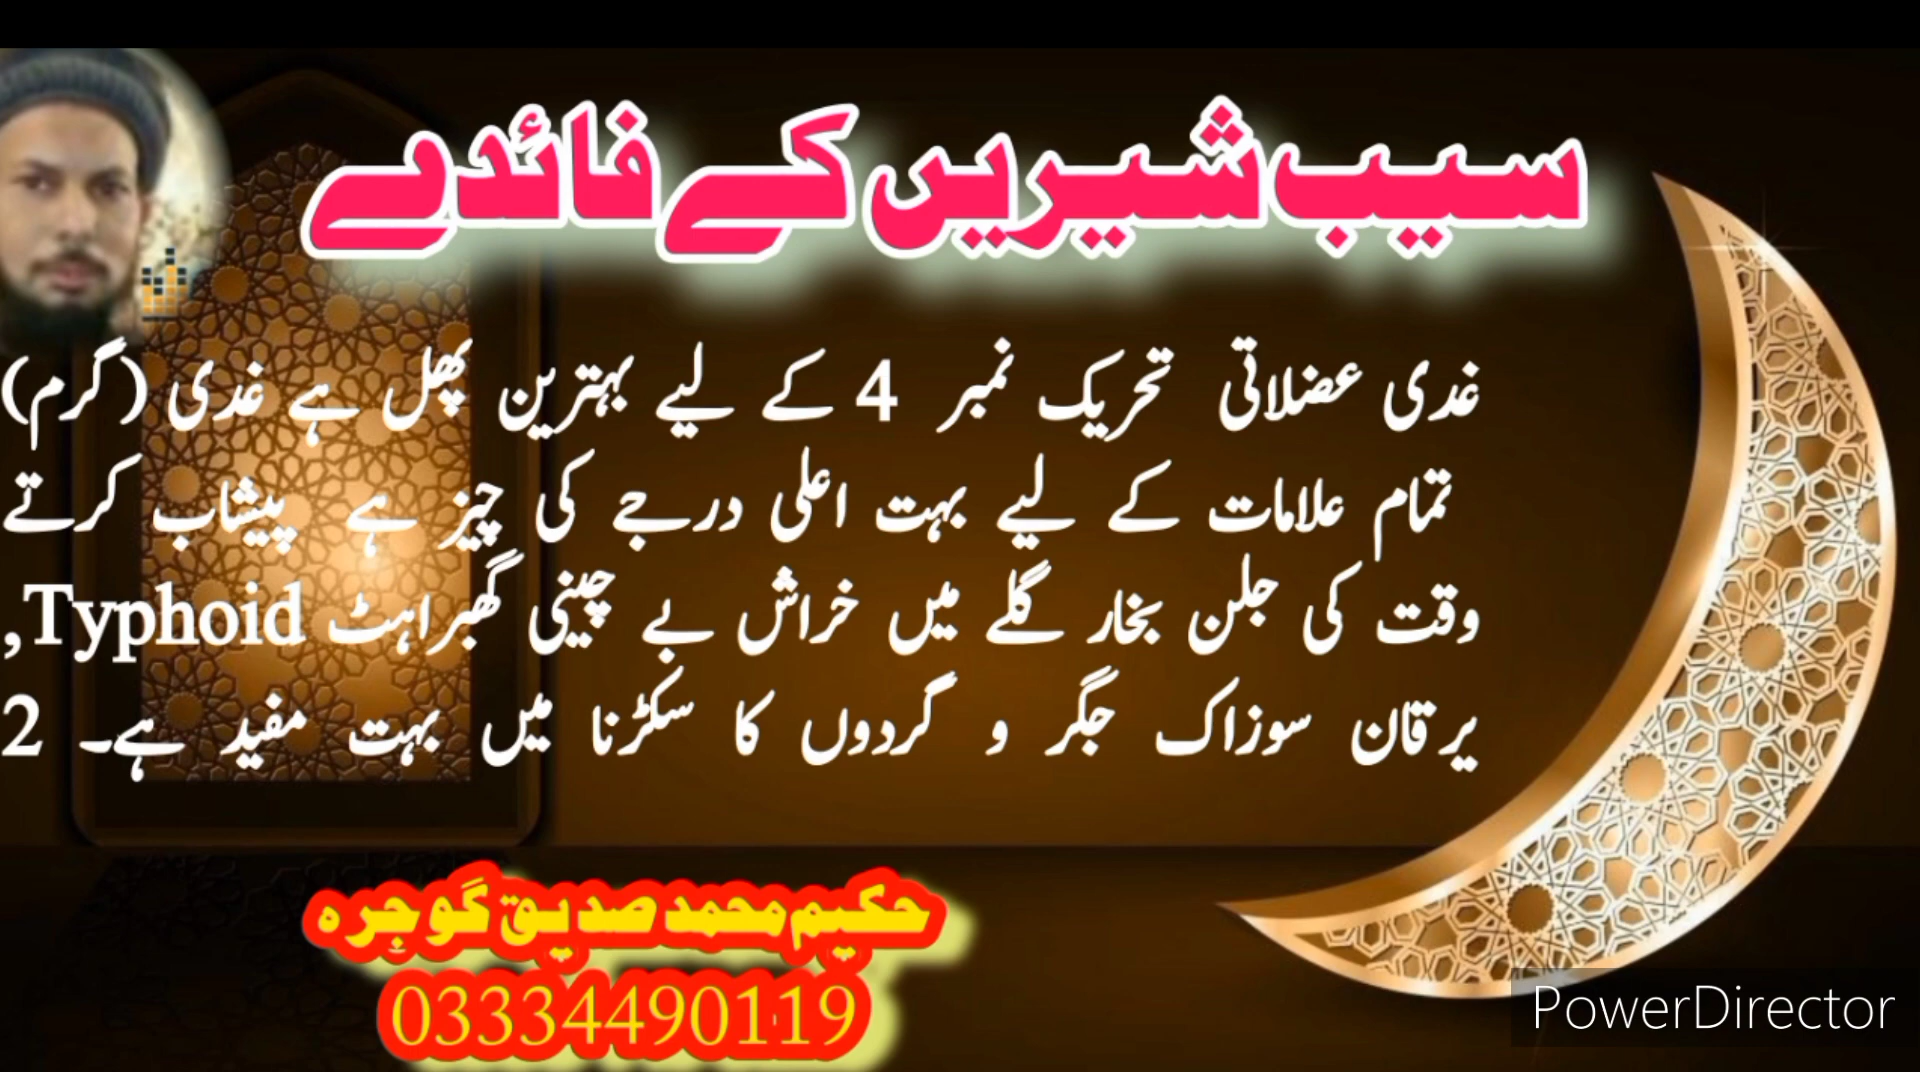 سیب شیریں کے فائدے
غدی عضلاتی تحریک نمبر 4 کے لیے بہترین پھل ہے غدی (گرم)
تمام علامات کے لیے بہت اعلی درجے کی چیز ہے پیشاب کرتے
وقت کی جلن بخار گلے میں خراش بے چینی گھبراہٹ Typhoid,
یرقان سوزاک جگر و گردوں کا سکڑنا میں بہت مفید ہے۔ 2
حکیم محمد صدیق گوجرہ
03334490119
PowerDirector